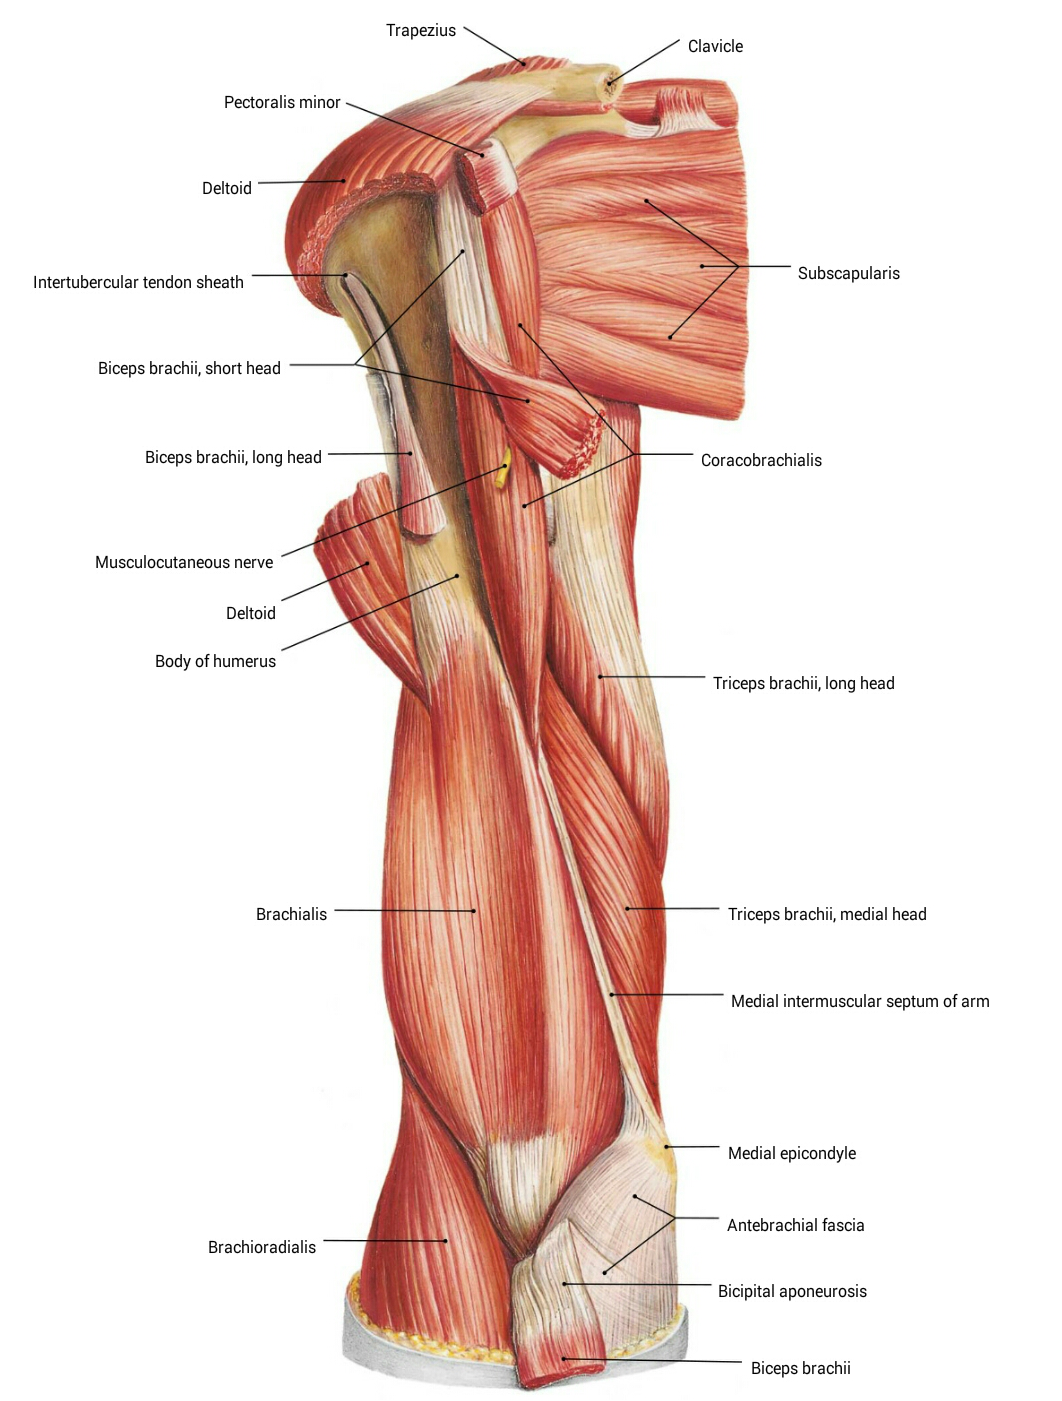 Trapezius
Clavicle
Pectoralis minor
Deltoid
Intertubercular tendon sheath
Subscapularis
Biceps brachii, short head
Biceps brachii, long head
Coracobrachialis
Musculocutaneous nerve
Deltoid
Body of humerus
Triceps brachii, long head
Brachialis
Triceps brachii, medial head
Medial intermuscular septum of arm
Medial epicondyle
Antebrachial fascia
Brachioradialis
Bicipital aponeurosis
Biceps brachii